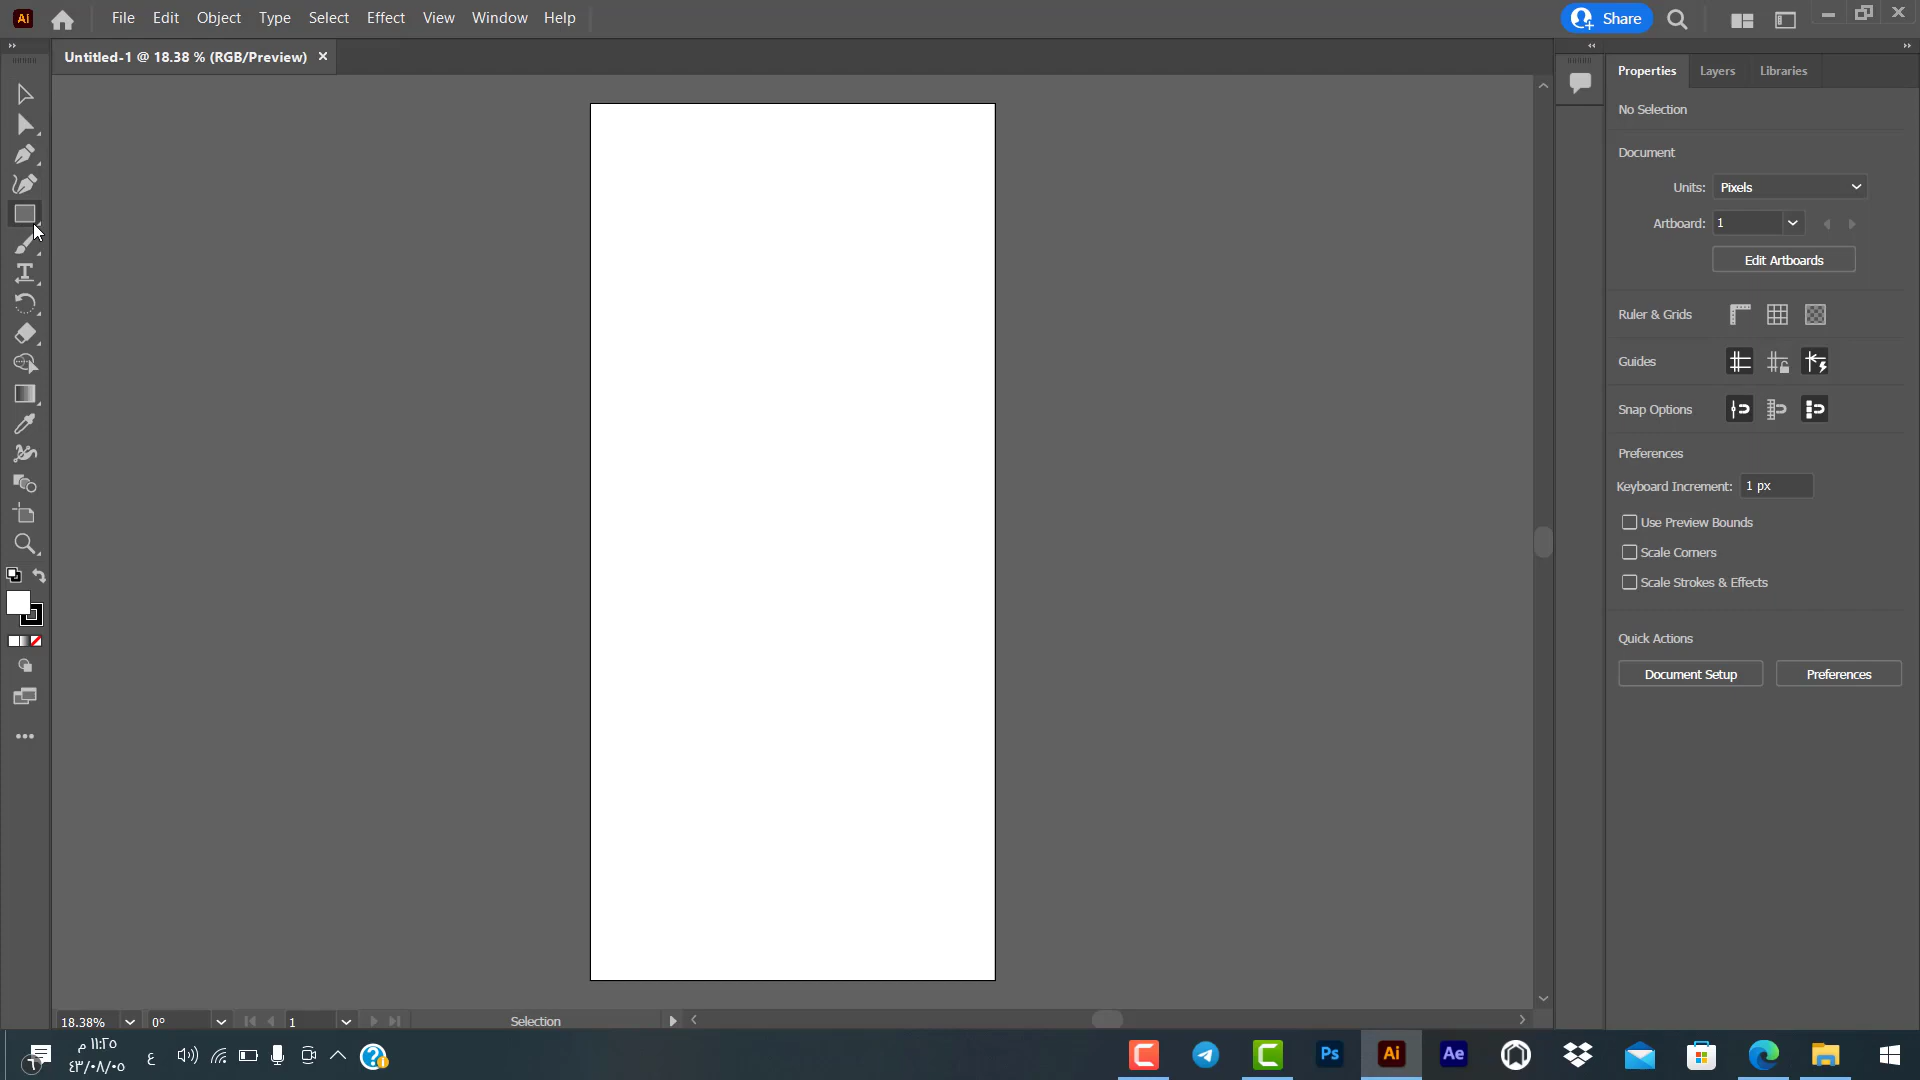 Ai File Edit Object Type Select Effect View Window Help Share
Untitled-1 @ 18.38 % (RGB/Preview)
Properties Layers Libraries
No Selection
Document
Units: Pixels
Artboard: 1
Edit Artboards
Ruler & Grids
Guides
Snap Options
Preferences
Keyboard Increment: 1 px
Use Preview Bounds
Scale Corners
Scale Strokes & Effects
Quick Actions
Document Setup Preferences
18.38% 0° 1 Selection
١١:٢٥ م
٤٣/٠٨/٠٥
٦
ع
Ps Ai Ae